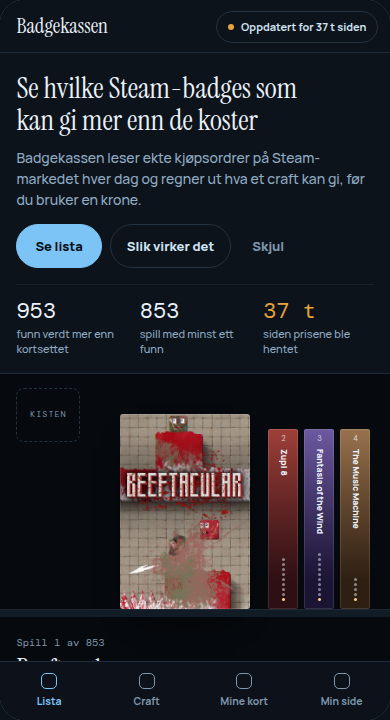 Badgekassen
Oppdatert for 37 t siden
Se hvilke Steam-badges som
kan gi mer enn de koster
Badgekassen leser ekte kjøpsordrer på Steam-
markedet hver dag og regner ut hva et craft kan gi, før
du bruker en krone.
Se lista
Slik virker det
Skjul
953
funn verdt mer enn
kortsettet
853
spill med minst ett
funn
37 t
siden prisene ble
hentet
KISTEN
BEEFTACULAR
2
Zupi 8
3
Fantasia of the Wind
4
The Music Machine
Spill 1 av 853
Lista
Craft
Mine kort
Min side